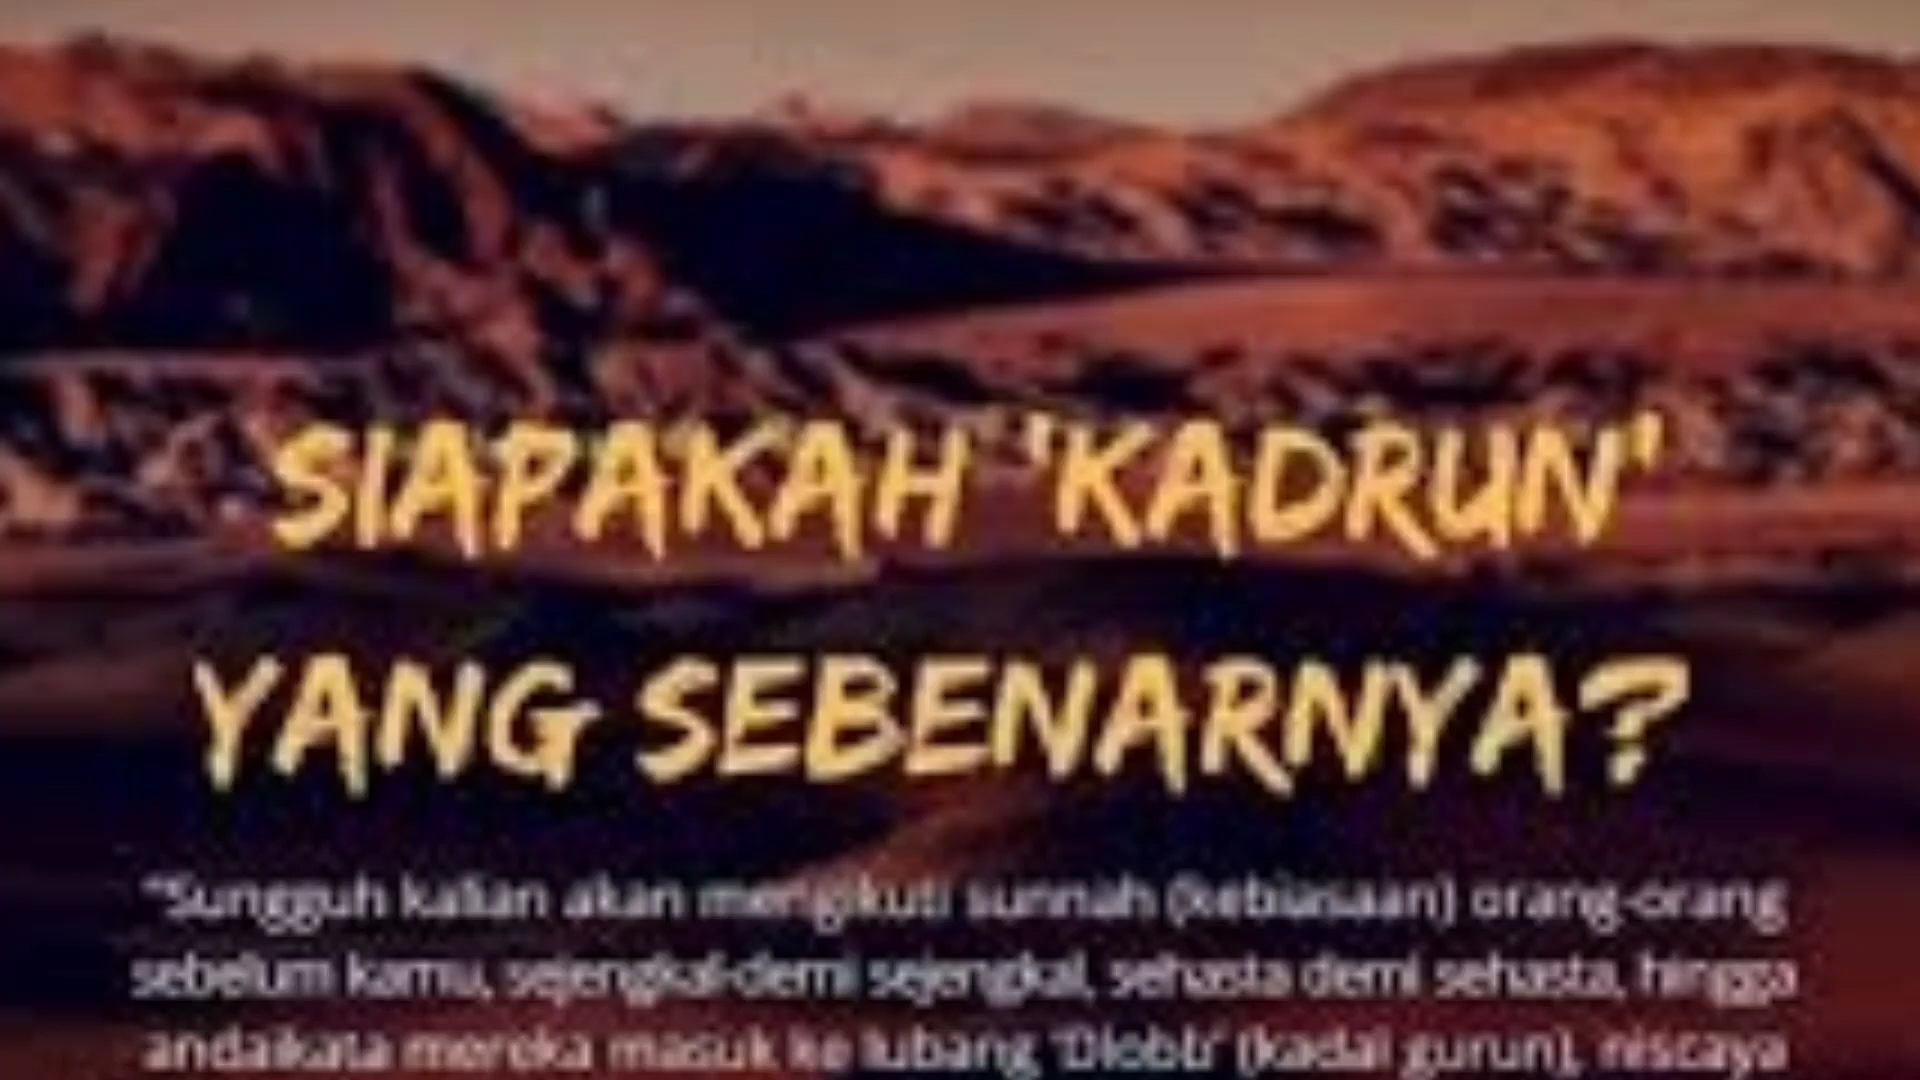 SIAPAKAH 'KADRUN'
YANG SEBENARNYA?
"Sungguh kalian akan mengikuti sunnah (kebiasaan) orang-orang
sebelum kamu, sejengkal demi sejengkal, sehasta demi sehasta, hingga
andaikata mereka masuk ke lubang 'Dlobb' (kadal gurun), niscaya